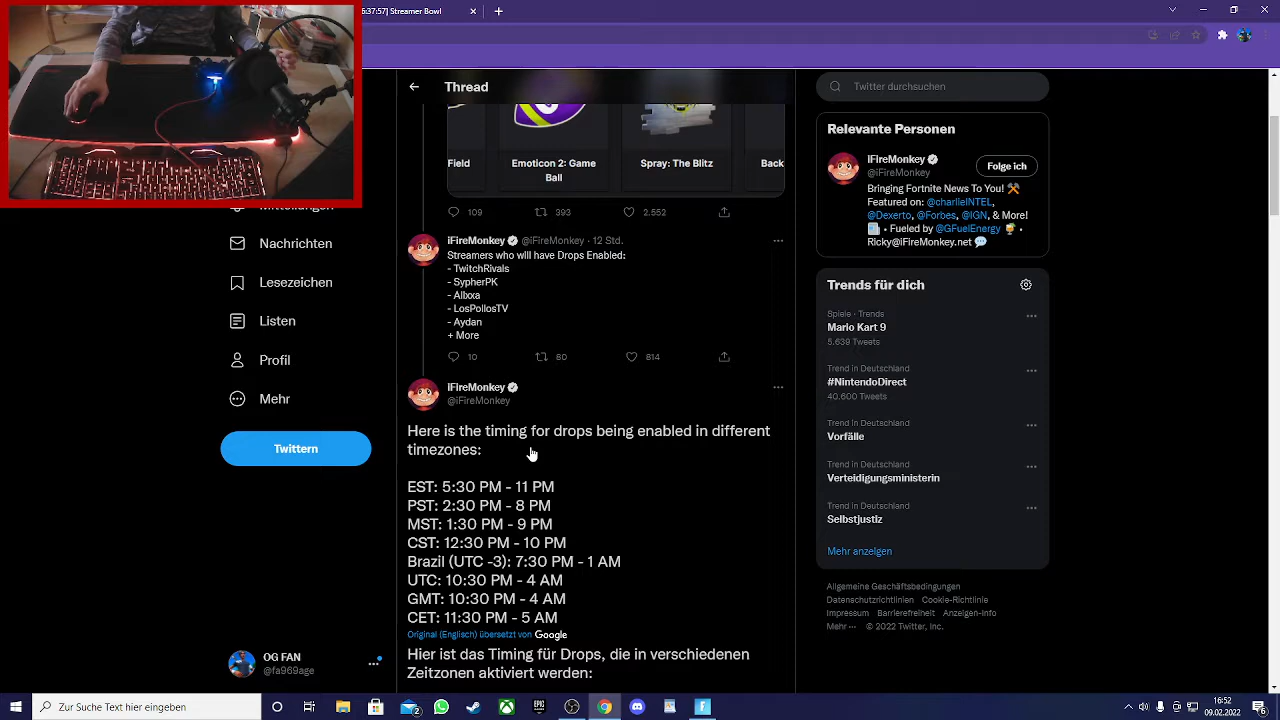 :37:57 Stunden
Thread
Twitter durchsuchen
Field
Emoticon 2: Game
Ball
Spray: The Blitz
Back
109
393
2.552
Mitteilungen
Nachrichten
Lesezeichen
Listen
Profil
Mehr
Twittern
OG FAN
@fa969age
iFireMonkey @iFireMonkey · 12 Std.
Streamers who will have Drops Enabled:
- TwitchRivals
- SypherPK
- Alixxa
- LosPollosTV
- Aydan
+ More
10
80
814
iFireMonkey
@iFireMonkey
Here is the timing for drops being enabled in different
timezones:
EST: 5:30 PM - 11 PM
PST: 2:30 PM - 8 PM
MST: 1:30 PM - 9 PM
CST: 12:30 PM - 10 PM
Brazil (UTC -3): 7:30 PM - 1 AM
UTC: 10:30 PM - 4 AM
GMT: 10:30 PM - 4 AM
CET: 11:30 PM - 5 AM
Original (Englisch) übersetzt von Google
Hier ist das Timing für Drops, die in verschiedenen
Zeitzonen aktiviert werden:
Relevante Personen
iFireMonkey
@iFireMonkey
Folge ich
Bringing Fortnite News To You!
Featured on: @charlieINTEL,
@Dexerto, @Forbes, @IGN, & More!
• Fueled by @GFuelEnergy •
Ricky@iFireMonkey.net
Trends für dich
Spiele · Trends
Mario Kart 9
5.639 Tweets
Trend in Deutschland
#NintendoDirect
40.600 Tweets
Trend in Deutschland
Vorfälle
Trend in Deutschland
Verteidigungsministerin
Trend in Deutschland
Selbstjustz
Mehr anzeigen
Allgemeine Geschäftsbedingungen
Datenschutzrichtlinien Cookie-Richtlinie
Impressum Barrierefreiheit Anzeigen-Info
Mehr ··· © 2022 Twitter, Inc.
Zur Suche Text hier eingeben
16:52
09.02.2022